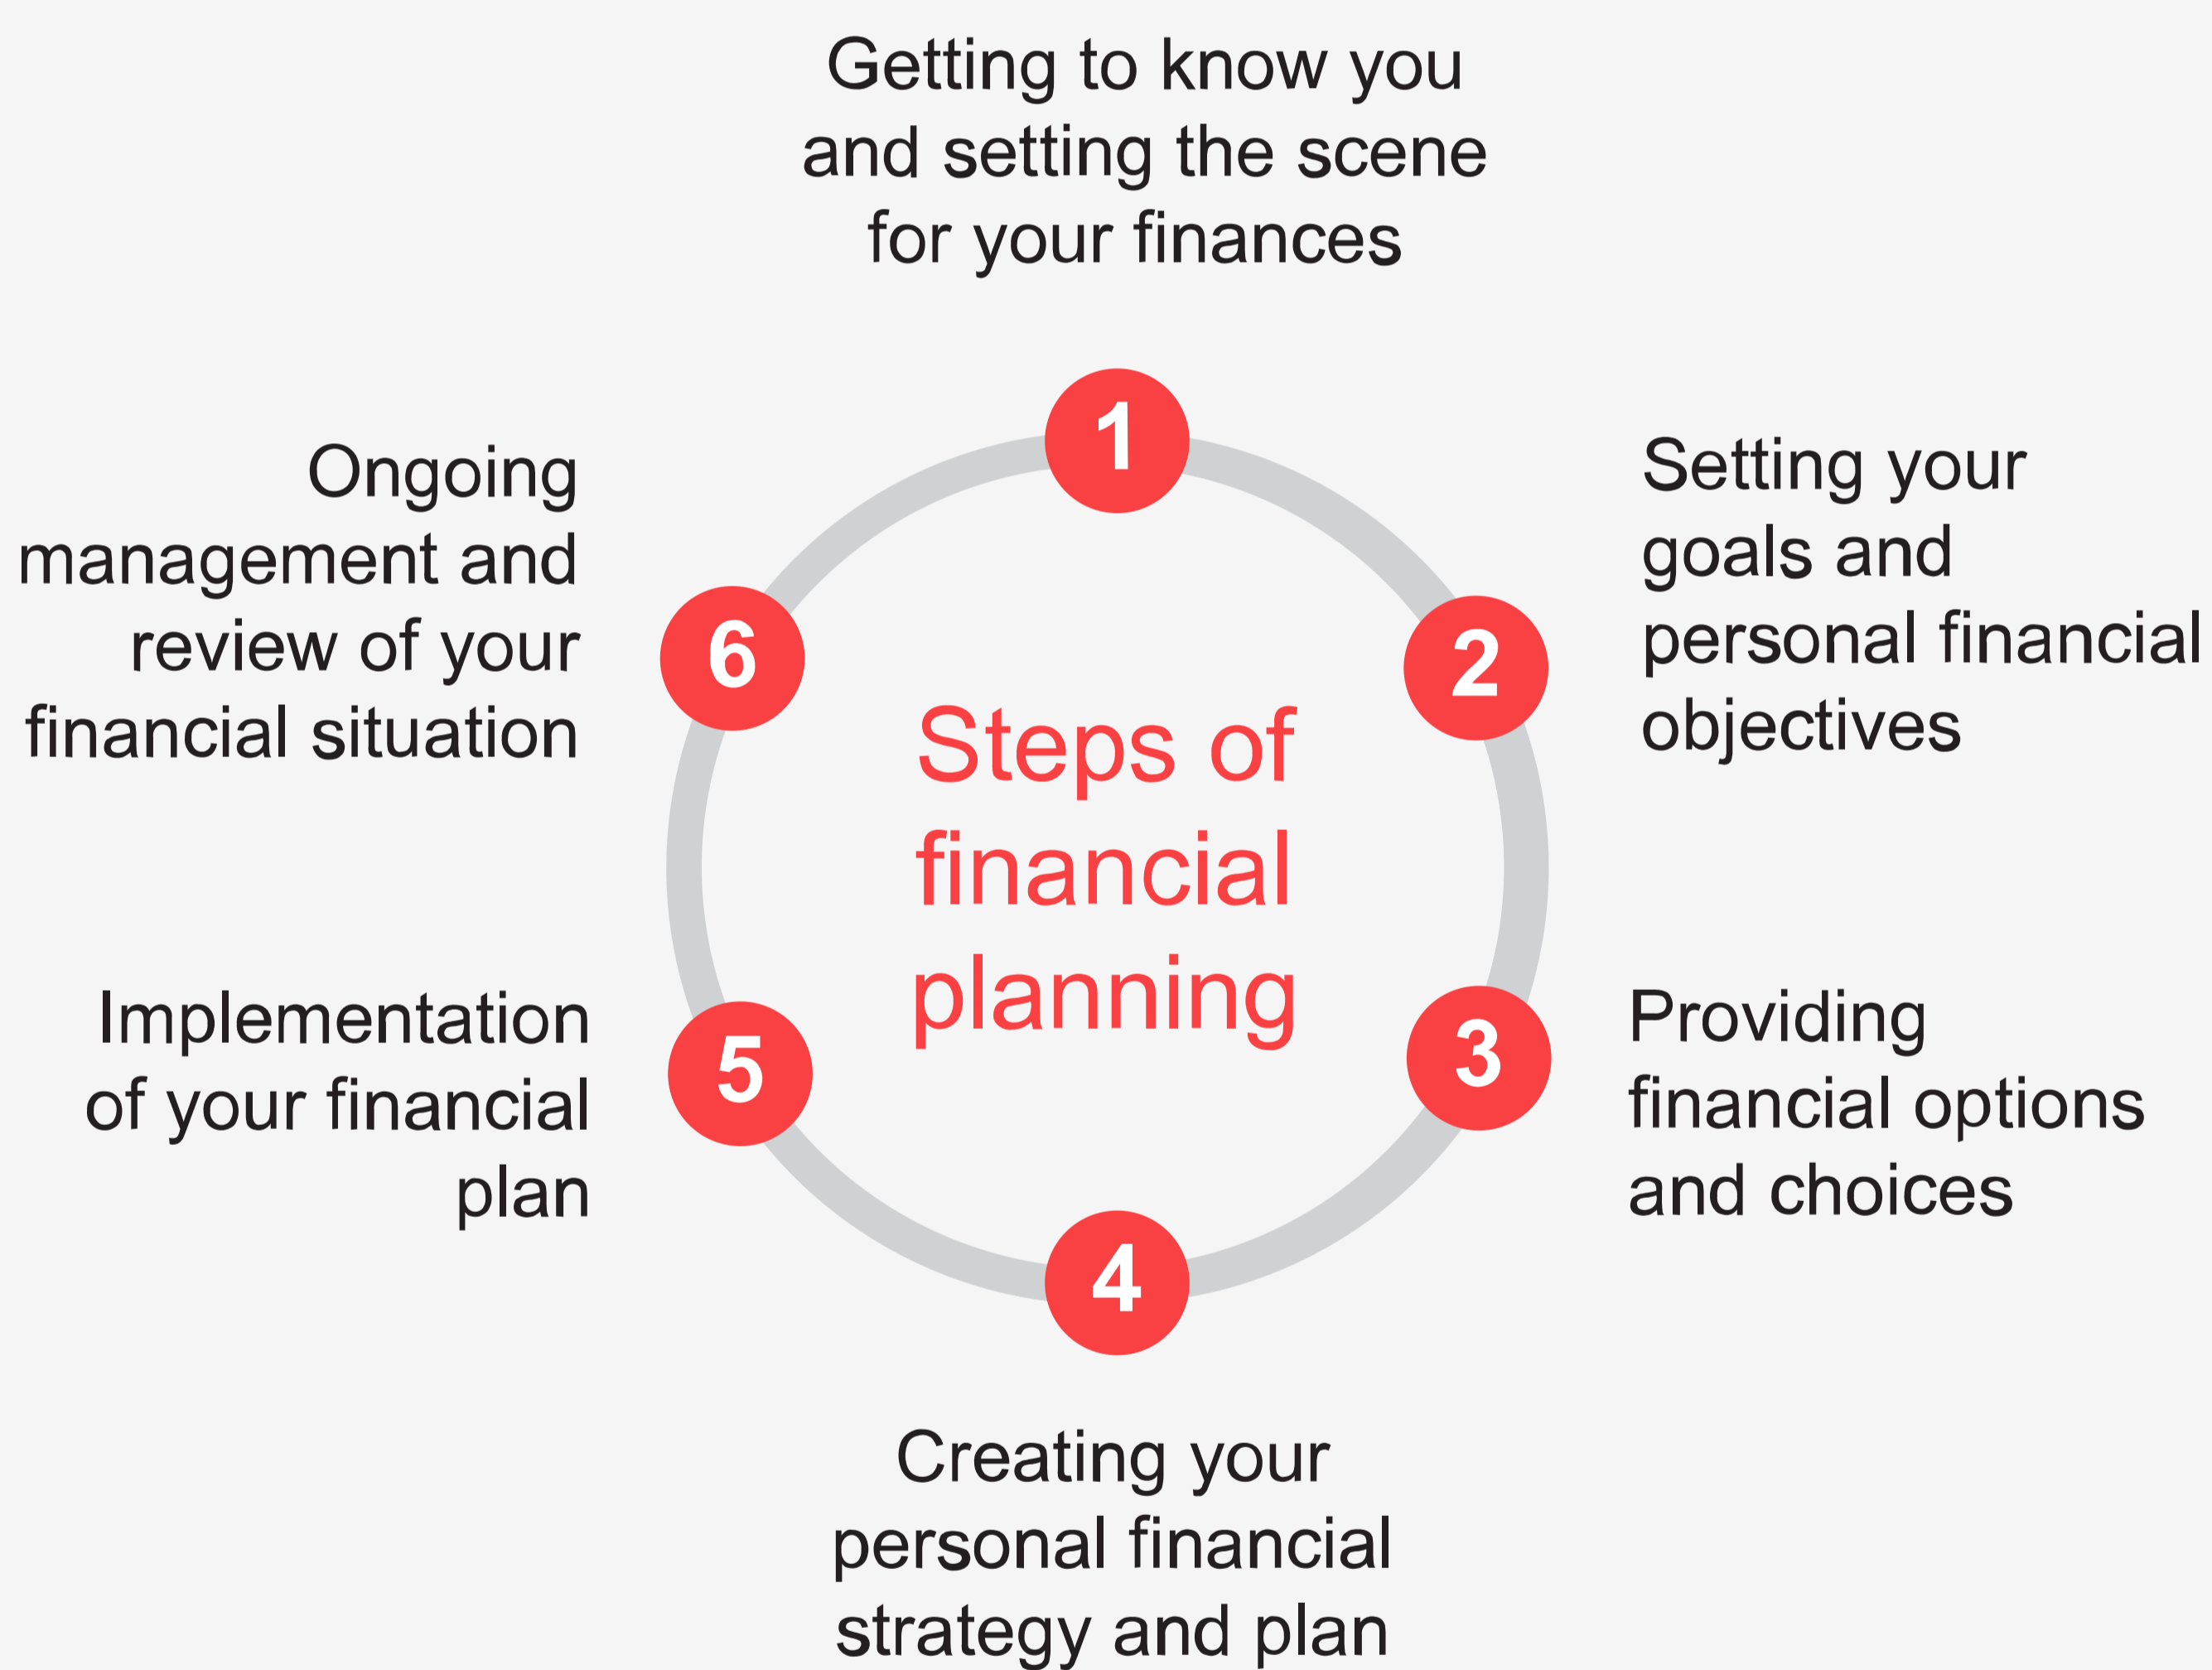 Getting to know you
and setting the scene
for your finances
1
Setting your
goals and
personal financial
objectives
2
Providing
financial options
and choices
3
Creating your
personal financial
strategy and plan
4
Implementation
of your financial
plan
5
Ongoing
management and
review of your
financial situation
6
Steps of
financial
planning